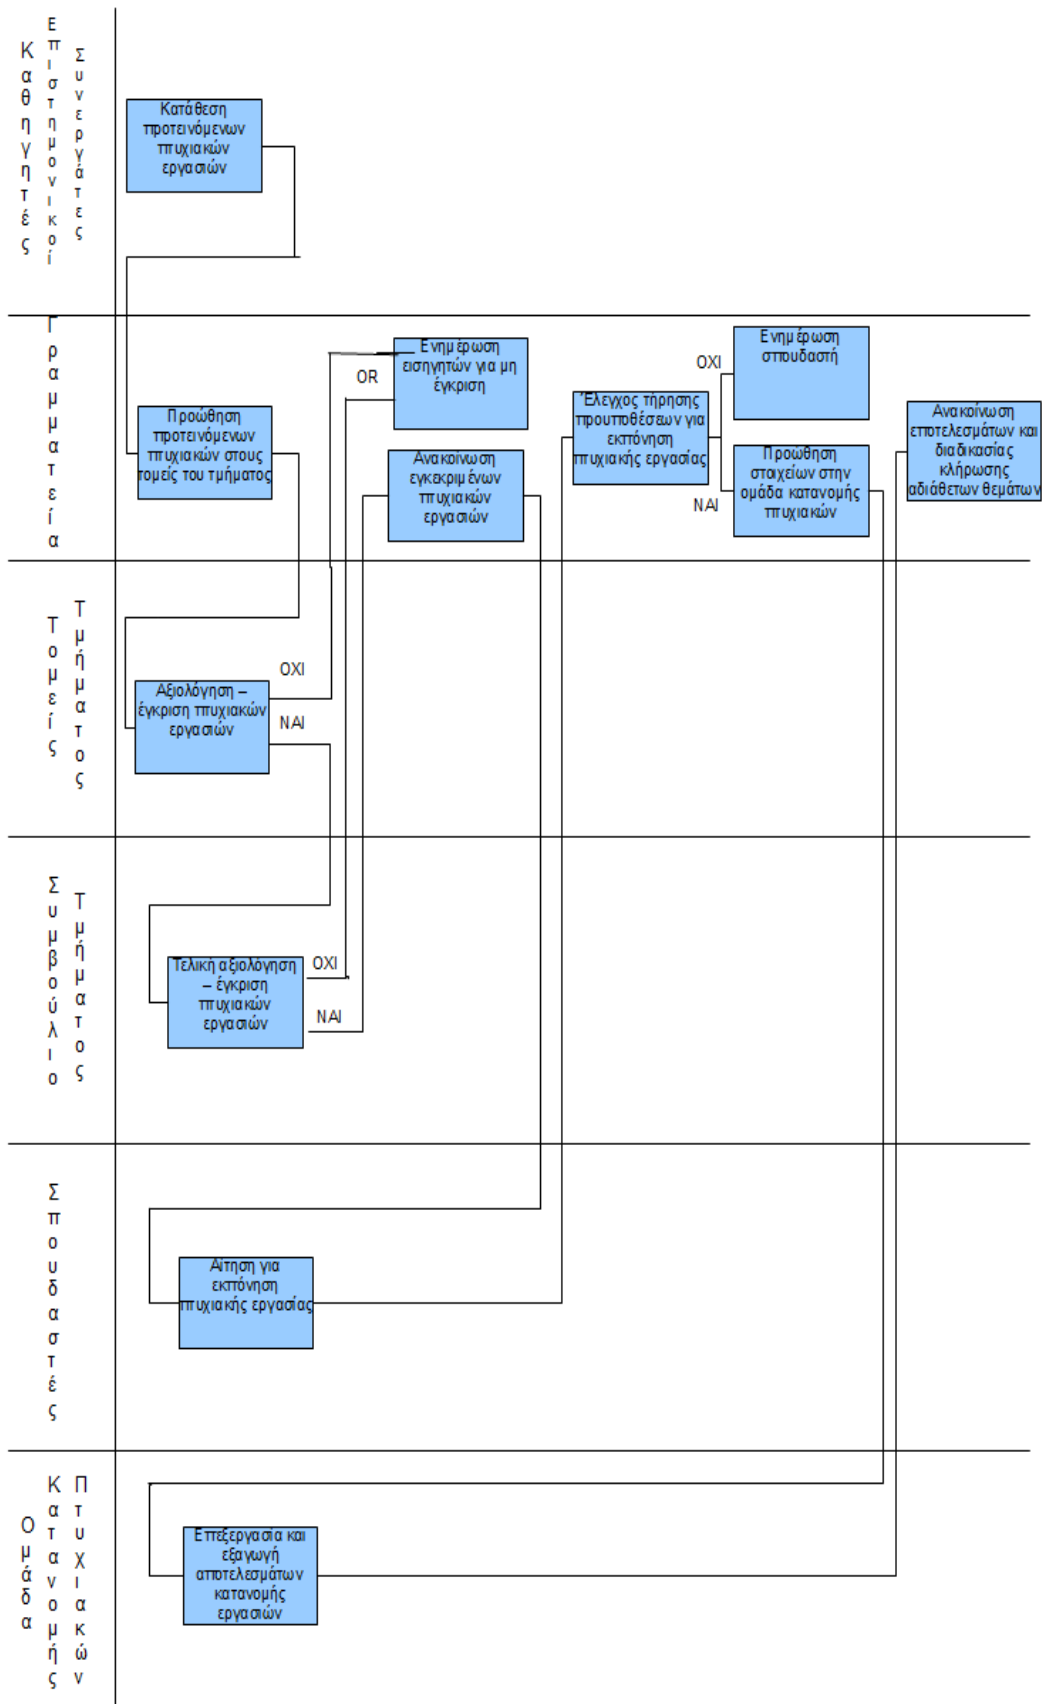 Καθηγητές
Επιστημονικοί
Συνεργάτες
Κατάθεση
προτεινόμενων
πτυχιακών
εργασιών
Γραμματεία
Προώθηση
προτεινόμενων
πτυχιακών στους
τομείς του τμήματος
OR
Ενημέρωση
εισηγητών για μη
έγκριση
Ανακοίνωση
εγκεκριμένων
πτυχιακών
εργασιών
Έλεγχος τήρησης
προυποθέσεων για
εκπόνηση
πτυχιακής εργασίας
ΟΧΙ
ΝΑΙ
Ενημέρωση
σπουδαστή
Προώθηση
στοιχείων στην
ομάδα κατανομής
πτυχιακών
Ανακοίνωση
εποτελεσμάτων και
διαδικασίας
κλήρωσης
αδιάθετων θεμάτων
Τομείς
Τμήματος
Αξιολόγηση –
έγκριση πτυχιακών
εργασιών
ΟΧΙ
ΝΑΙ
Συμβούλιο
Τμήματος
Τελική αξιολόγηση
– έγκριση
πτυχιακών
εργασιών
ΟΧΙ
ΝΑΙ
Σπουδαστές
Αίτηση για
εκπόνηση
πτυχιακής εργασίας
Ομάδα
Κατανομής
Πτυχιακών
Επεξεργασία και
εξαγωγή
αποτελεσμάτων
κατανομής
εργασιών